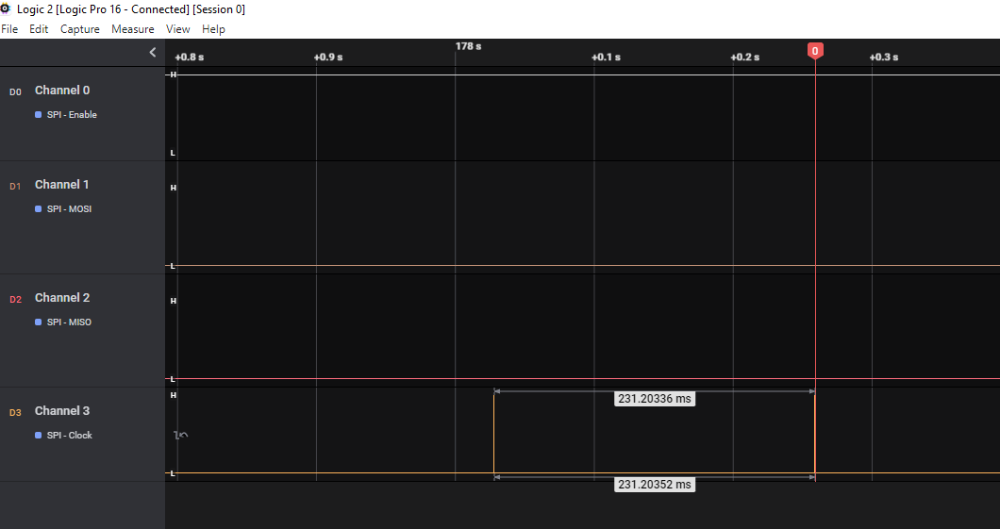 Logic 2 [Logic Pro 16 - Connected] [Session 0]
File Edit Capture Measure View Help
178 s
+0.8 s +0.9 s +0.1 s +0.2 s 0 +0.3 s
D0 Channel 0
SPI - Enable
H
L
D1 Channel 1
SPI - MOSI
H
L
D2 Channel 2
SPI - MISO
H
L
D3 Channel 3
SPI - Clock
H
L
231.20336 ms
231.20352 ms